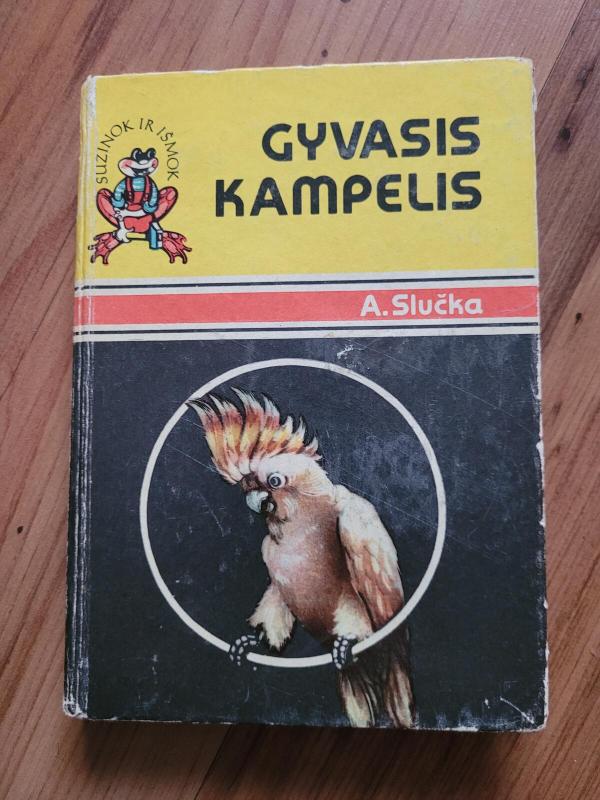 SUŽINOK IR IŠMOK
GYVASIS
KAMPELIS
A. Slučka